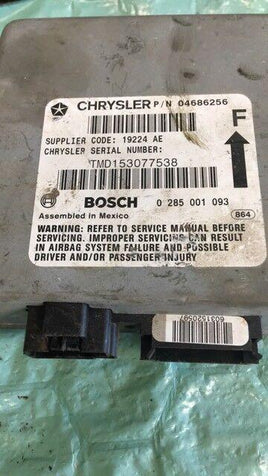 CHRYSLER P/N 04686256
F
SUPPLIER CODE: 19224 AE
CHRYSLER SERIAL NUMBER:
TMD153077538
BOSCH 0 285 001 093
Assembled in Mexico
864
WARNING: REFER TO SERVICE MANUAL BEFORE
SERVICING. IMPROPER SERVICING CAN RESULT
IN AIRBAG SYSTEM FAILURE AND POSSIBLE
DRIVER AND/OR PASSENGER INJURY